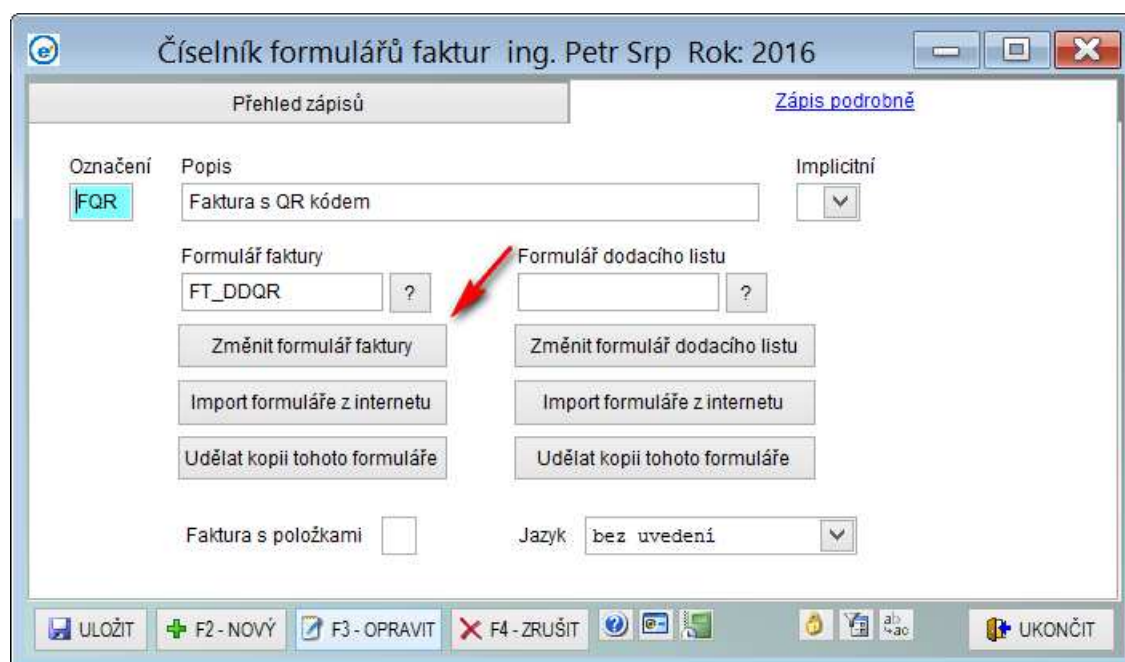 Číselník formulářů faktur ing. Petr Srp Rok: 2016
Přehled zápisů Zápis podrobně
Označení Popis Implicitní
FQR Faktura s QR kódem
Formulář faktury Formulář dodacího listu
FT_DDQR ? ?
Změnit formulář faktury Změnit formulář dodacího listu
Import formuláře z internetu Import formuláře z internetu
Udělat kopii tohoto formuláře Udělat kopii tohoto formuláře
Faktura s položkami Jazyk bez uvedení
ULOŽIT F2 - NOVÝ F3 - OPRAVIT F4 - ZRUŠIT ab ac UKONČIT